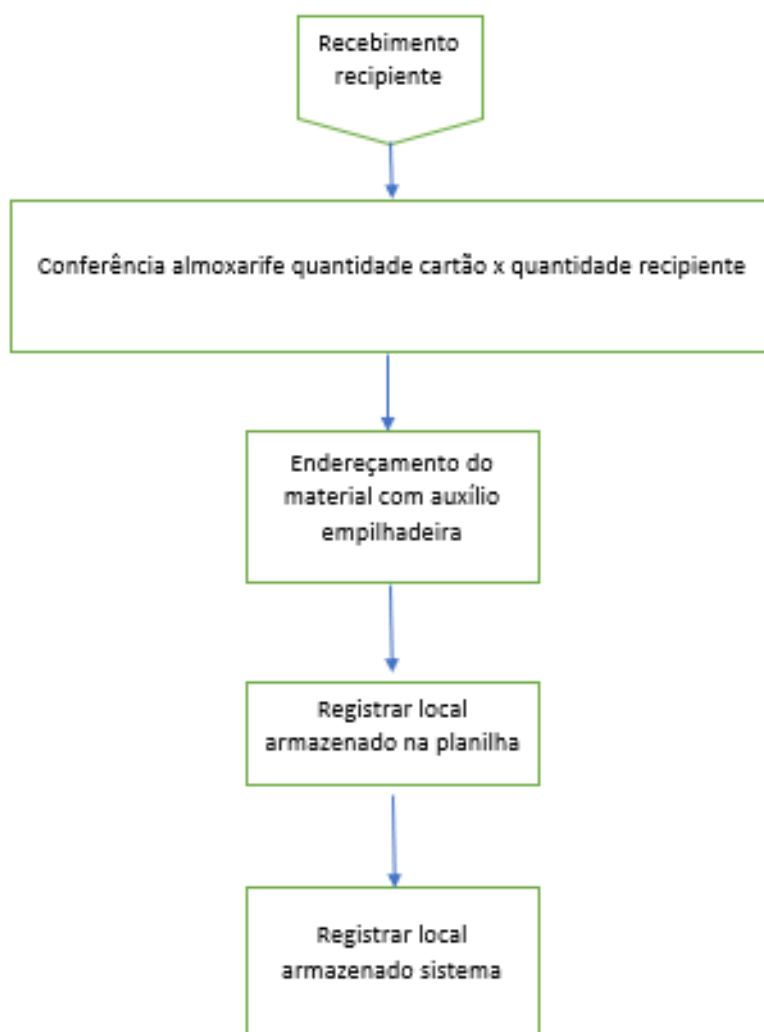 Recebimento
recipiente
Conferência almoxarife quantidade cartão x quantidade recipiente
Endereçamento do
material com auxílio
empilhadeira
Registrar local
armazenado na planilha
Registrar local
armazenado sistema